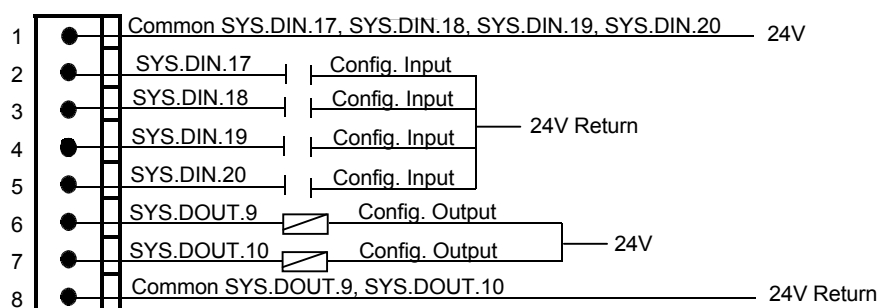 1 Common SYS.DIN.17, SYS.DIN.18, SYS.DIN.19, SYS.DIN.20 24V
2 SYS.DIN.17 Config. Input
3 SYS.DIN.18 Config. Input
24V Return
4 SYS.DIN.19 Config. Input
5 SYS.DIN.20 Config. Input
6 SYS.DOUT.9 Config. Output
24V
7 SYS.DOUT.10 Config. Output
8 Common SYS.DOUT.9, SYS.DOUT.10 24V Return